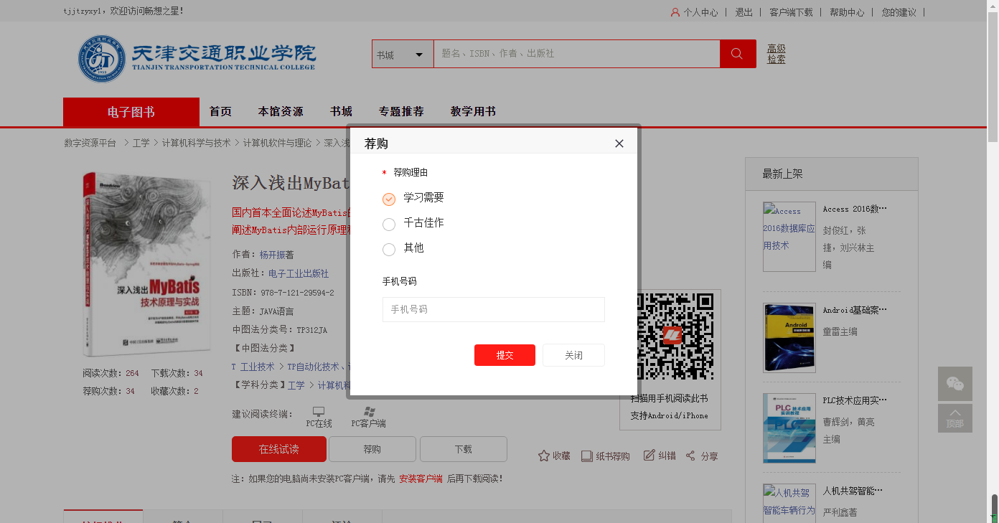 tjjtzyxy1，欢迎访问畅想之星！
个人中心 | 退出 | 客户端下载 | 帮助中心 | 您的建议 |
天津交通职业学院
TIANJIN TRANSPORTATION TECHNICAL COLLEGE
1953
书城
题名、ISBN、作者、出版社
高级
检索
电子图书
首页
本馆资源
书城
专题推荐
教学用书
数字资源平台 > 工学 > 计算机科学与技术 > 计算机软件与理论 > 深入浅
荐购
* 荐购理由
学习需要
千古佳作
其他
手机号码
手机号码
提交
关闭
深入浅出
MyBatis
技术原理与实战
阅读次数：264
下载次数：34
荐购次数：34
收藏次数：2
深入浅出MyBat
国内首本全面论述MyBatis
阐述MyBatis内部运行原理
作者：杨开振著
出版社：电子工业出版社
ISBN：978-7-121-29594-2
主题：JAVA语言
中图法分类号：TP312JA
【中图法分类】
T 工业技术 > TP自动化技术、
【学科分类】工学 > 计算机科
建议阅读终端：
PC在线
PC客户端
在线试读
荐购
下载
收藏
纸书荐购
纠错
分享
注：如果您的电脑尚未安装PC客户端，请先 安装客户端 后再下载阅读！
扫描用手机阅读此书
支持Android/iPhone
最新上架
Access
2016数据库应
用技术
Access 2016数…
封俊红，张
捷，刘兴林主
编
Android
Android基础案…
童雷主编
PLC 技术应用
实训教程
PLC技术应用实…
曹辉剑，黄亮
主编
人机共驾
智能车辆行为
人机共驾智能…
严利鑫著
顶部